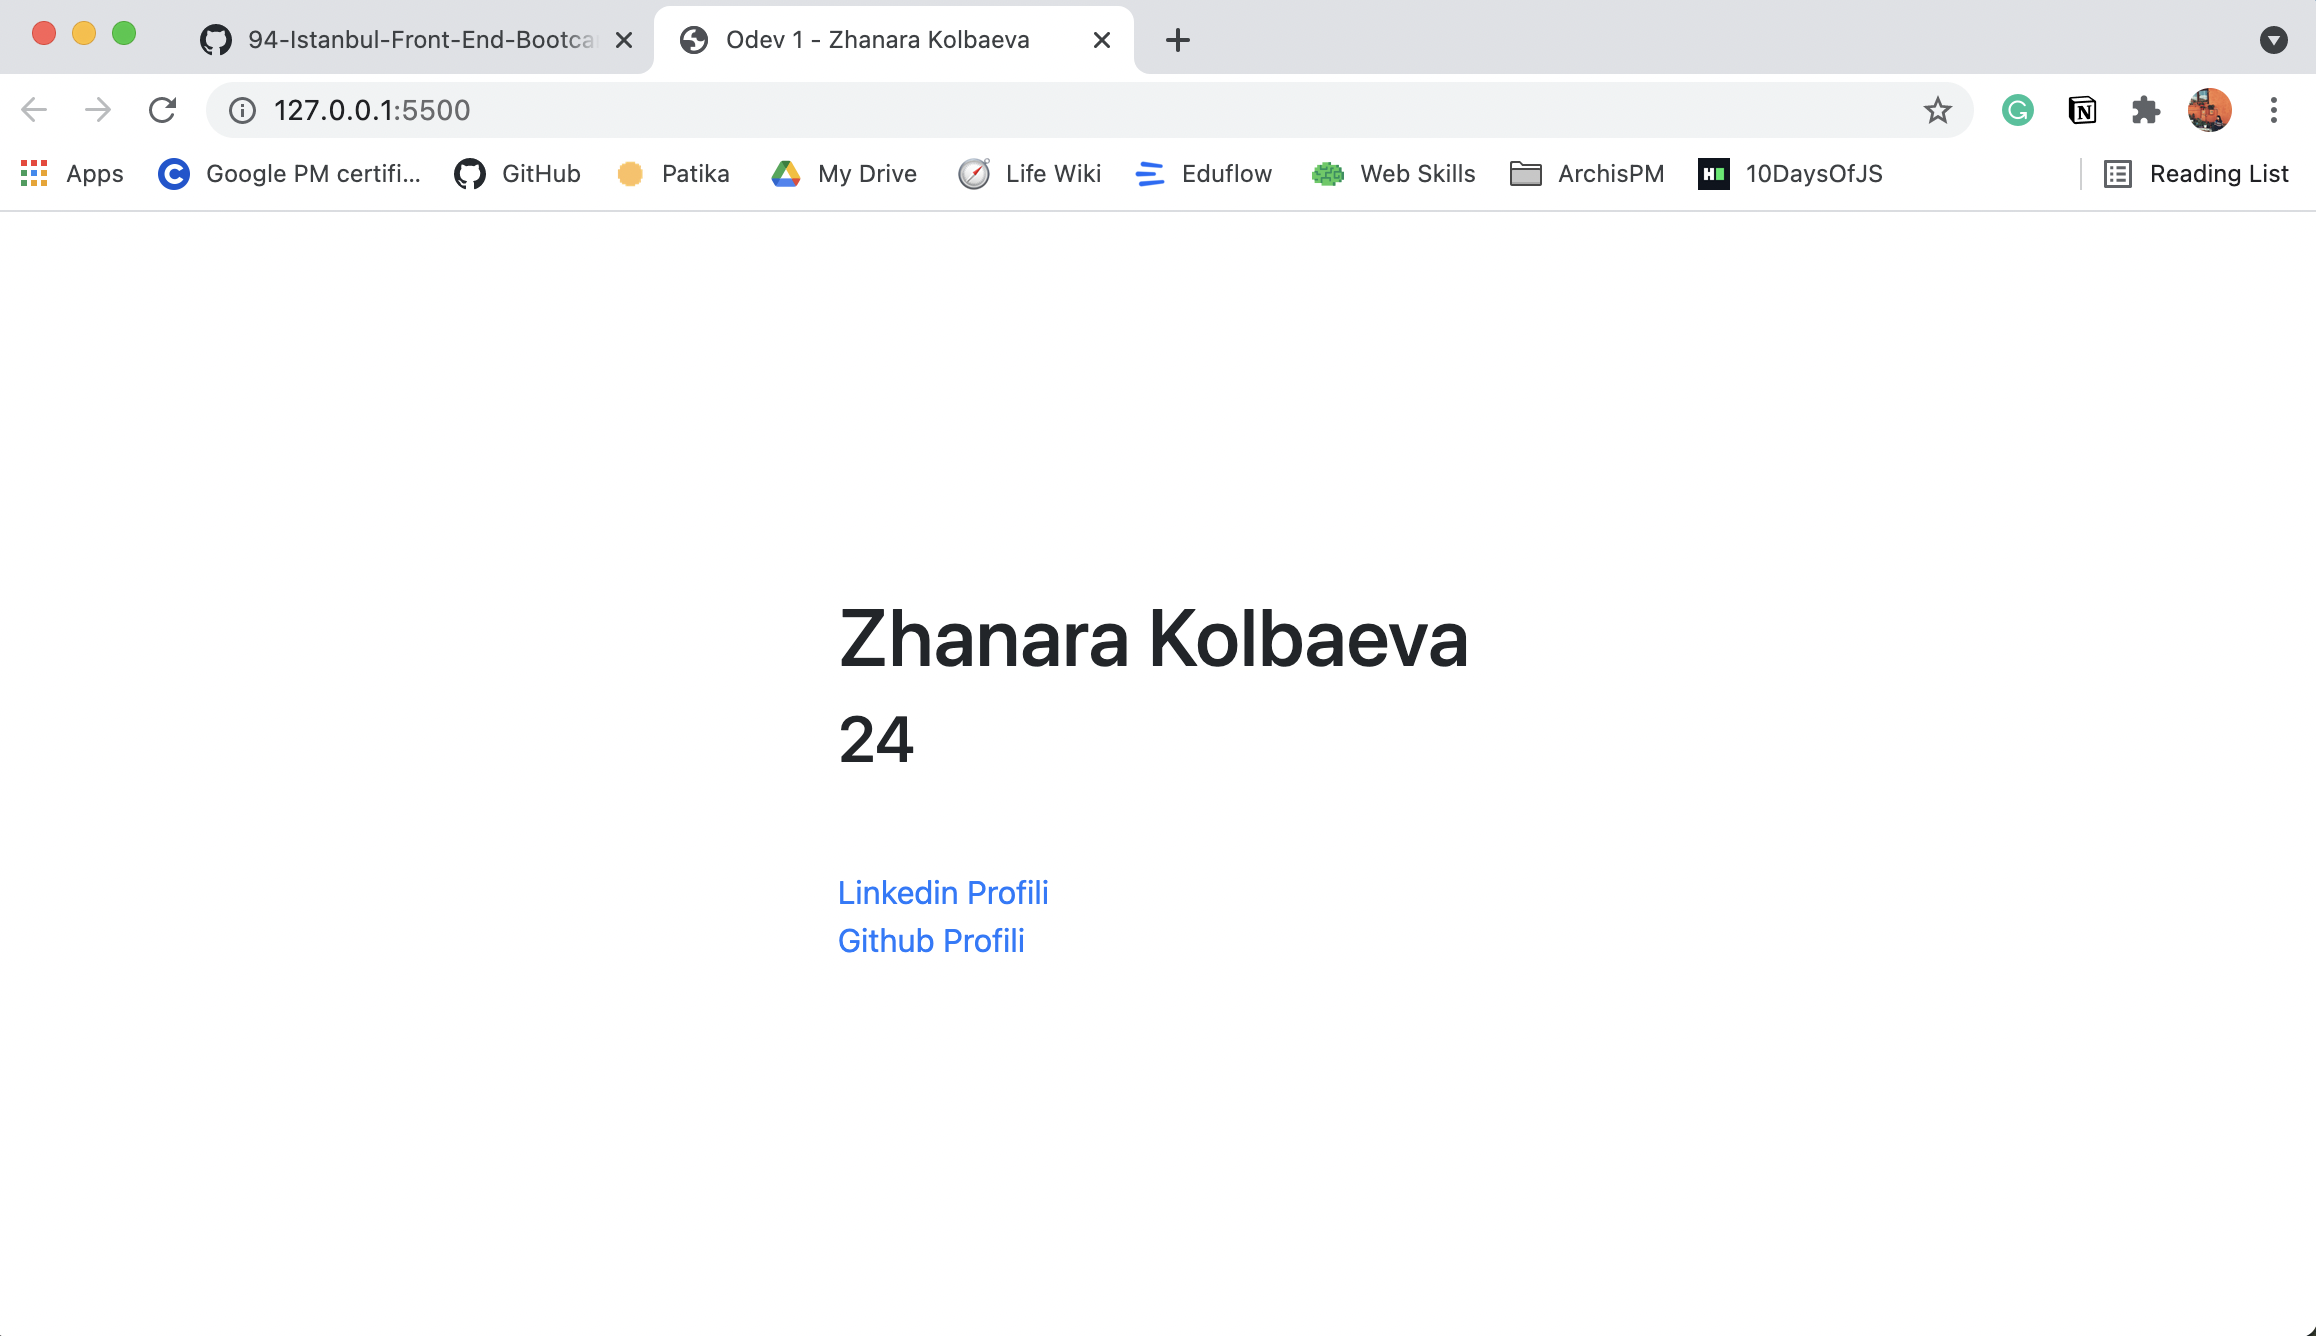 94-Istanbul-Front-End-Bootca
Odev 1 - Zhanara Kolbaeva
127.0.0.1:5500
Apps
Google PM certifi...
GitHub
Patika
My Drive
Life Wiki
Eduflow
Web Skills
ArchisPM
10DaysOfJS
Reading List
Zhanara Kolbaeva
24
Linkedin Profili
Github Profili